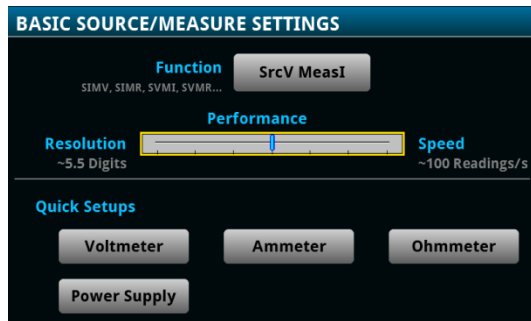 BASIC SOURCE/MEASURE SETTINGS
Function
SrcV MeasI
SIMV, SIMR, SVMI, SVMR...
Performance
Resolution
Speed
~5.5 Digits
~100 Readings/s
Quick Setups
Voltmeter
Ammeter
Ohmmeter
Power Supply